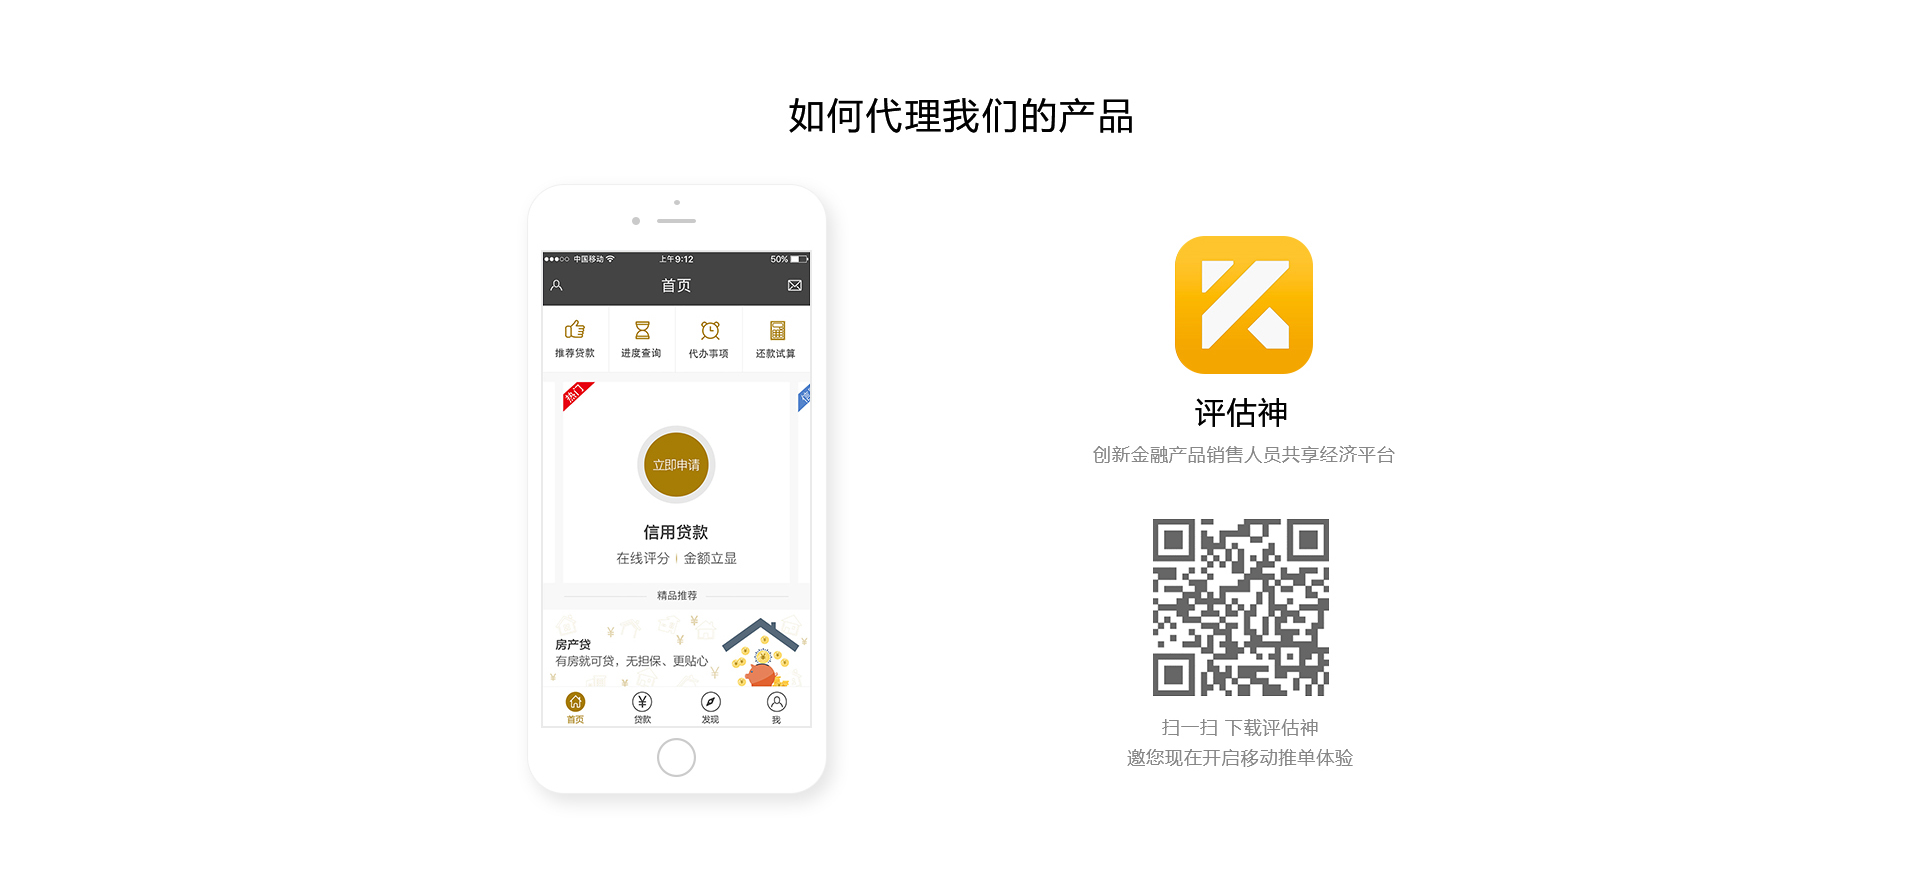 如何代理我们的产品
中国移动 上午9:12 50%
首页
推荐贷款 进度查询 代办事项 还款试算
热门
立即申请
信用贷款
在线评分 金额立显
精品推荐
房产贷
有房就可贷，无担保、更贴心
首页 贷款 发现 我
评估神
创新金融产品销售人员共享经济平台
扫一扫 下载评估神
邀您现在开启移动推单体验